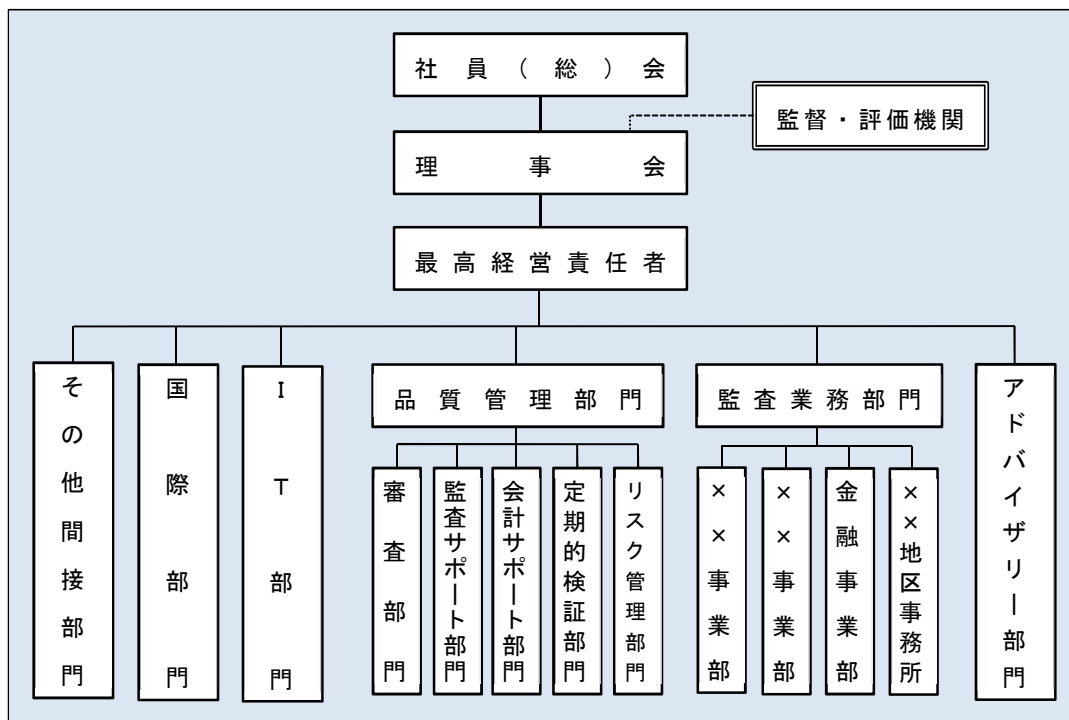 社員（総）会
監督・評価機関
理事会
最高経営責任者
その他間接部門
国際部門
IT部門
品質管理部門
審査部門
監査サポート部門
会計サポート部門
定期的検証部門
リスク管理部門
監査業務部門
××事業部
××事業部
金融事業部
××地区事務所
アドバイザリー部門